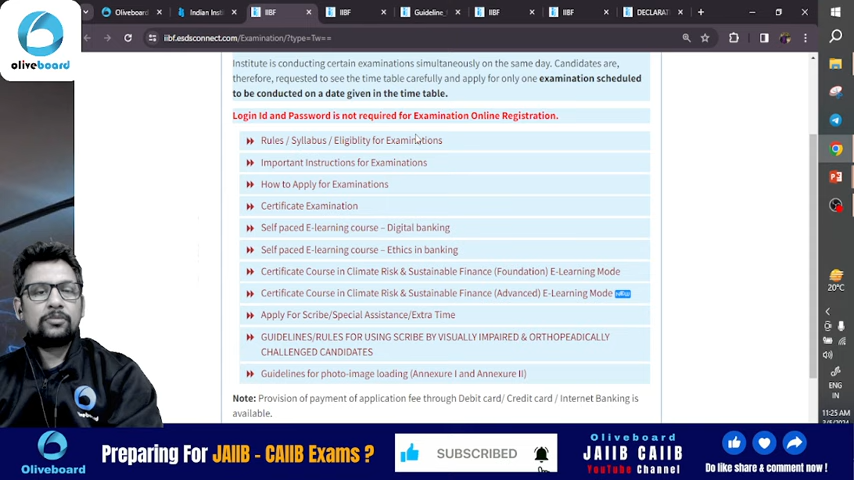 Oliveboard
Indian Insti
IIBF
IIBF
Guideline_
IIBF
IIBF
DECLARAT
iibf.esdsconnect.com/Examination/?type=Tw==
oliveboard
Institute is conducting certain examinations simultaneously on the same day. Candidates are,
therefore, requested to see the time table carefully and apply for only one examination scheduled
to be conducted on a date given in the time table.
Login Id and Password is not required for Examination Online Registration.
Rules / Syllabus / Eligiblity for Examinations
Important Instructions for Examinations
How to Apply for Examinations
Certificate Examination
Self paced E-learning course – Digital banking
Self paced E-learning course – Ethics in banking
Certificate Course in Climate Risk & Sustainable Finance (Foundation) E-Learning Mode
Certificate Course in Climate Risk & Sustainable Finance (Advanced) E-Learning Mode
Apply For Scribe/Special Assistance/Extra Time
GUIDELINES/RULES FOR USING SCRIBE BY VISUALLY IMPAIRED & ORTHOPEADICALLY
CHALLENGED CANDIDATES
Guidelines for photo-image loading (Annexure I and Annexure II)
Note: Provision of payment of application fee through Debit card/ Credit card / Internet Banking is
available.
20°C
ENG
IN
11:25 AM
oliveboard
Oliveboard
Preparing For JAIIB - CAIIB Exams ?
SUBSCRIBED
Oliveboard
JAIIB CAIIB
YouTube Channel
Do like share & comment now !